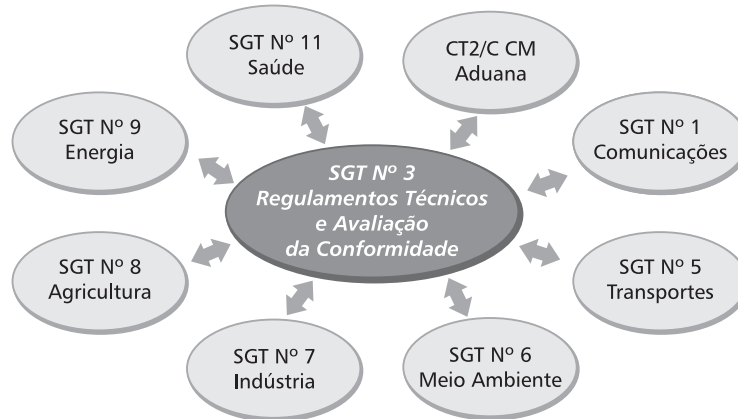 SGT Nº 11
Saúde
CT2/C CM
Aduana
SGT Nº 9
Energia
SGT Nº 1
Comunicações
SGT Nº 3
Regulamentos Técnicos
e Avaliação
da Conformidade
SGT Nº 8
Agricultura
SGT Nº 5
Transportes
SGT Nº 7
Indústria
SGT Nº 6
Meio Ambiente